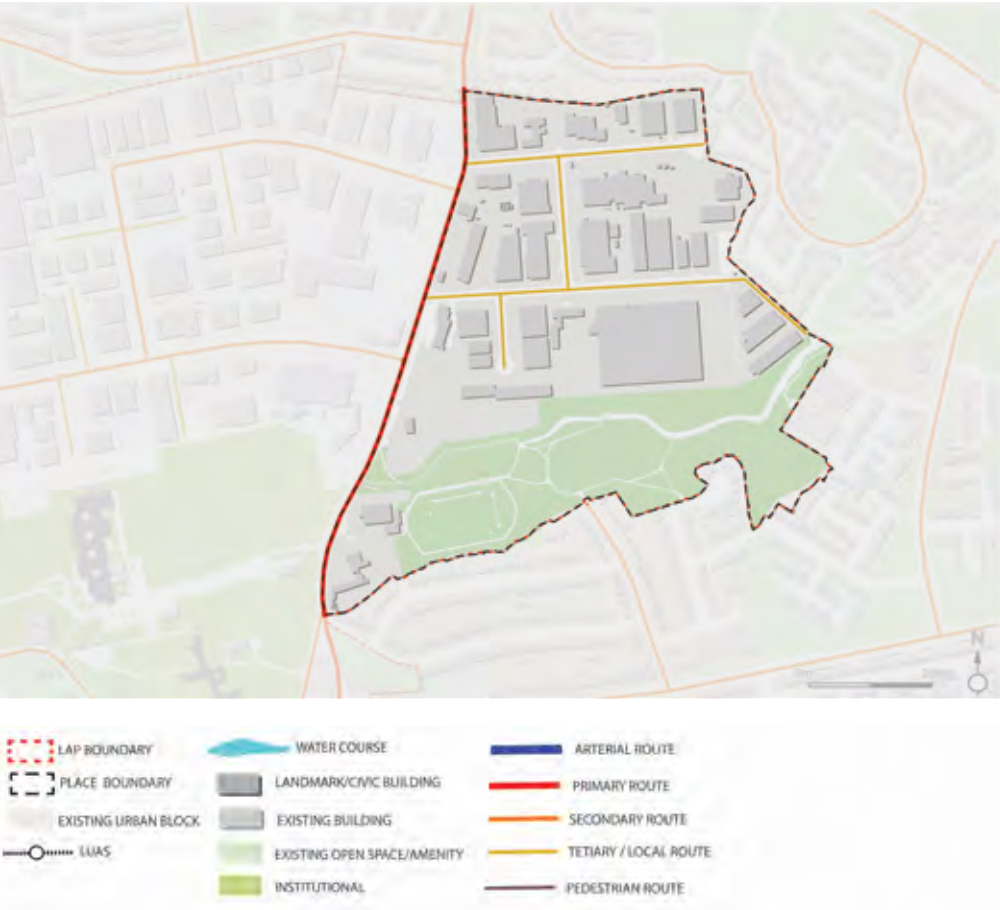 N
LAP BOUNDARY
PLACE BOUNDARY
EXISTING URBAN BLOCK
LUAS
WATER COURSE
LANDMARK/CIVIC BUILDING
EXISTING BUILDING
EXISTING OPEN SPACE/AMENITY
INSTITUTIONAL
ARTERIAL ROUTE
PRIMARY ROUTE
SECONDARY ROUTE
TETIARY / LOCAL ROUTE
PEDESTRIAN ROUTE